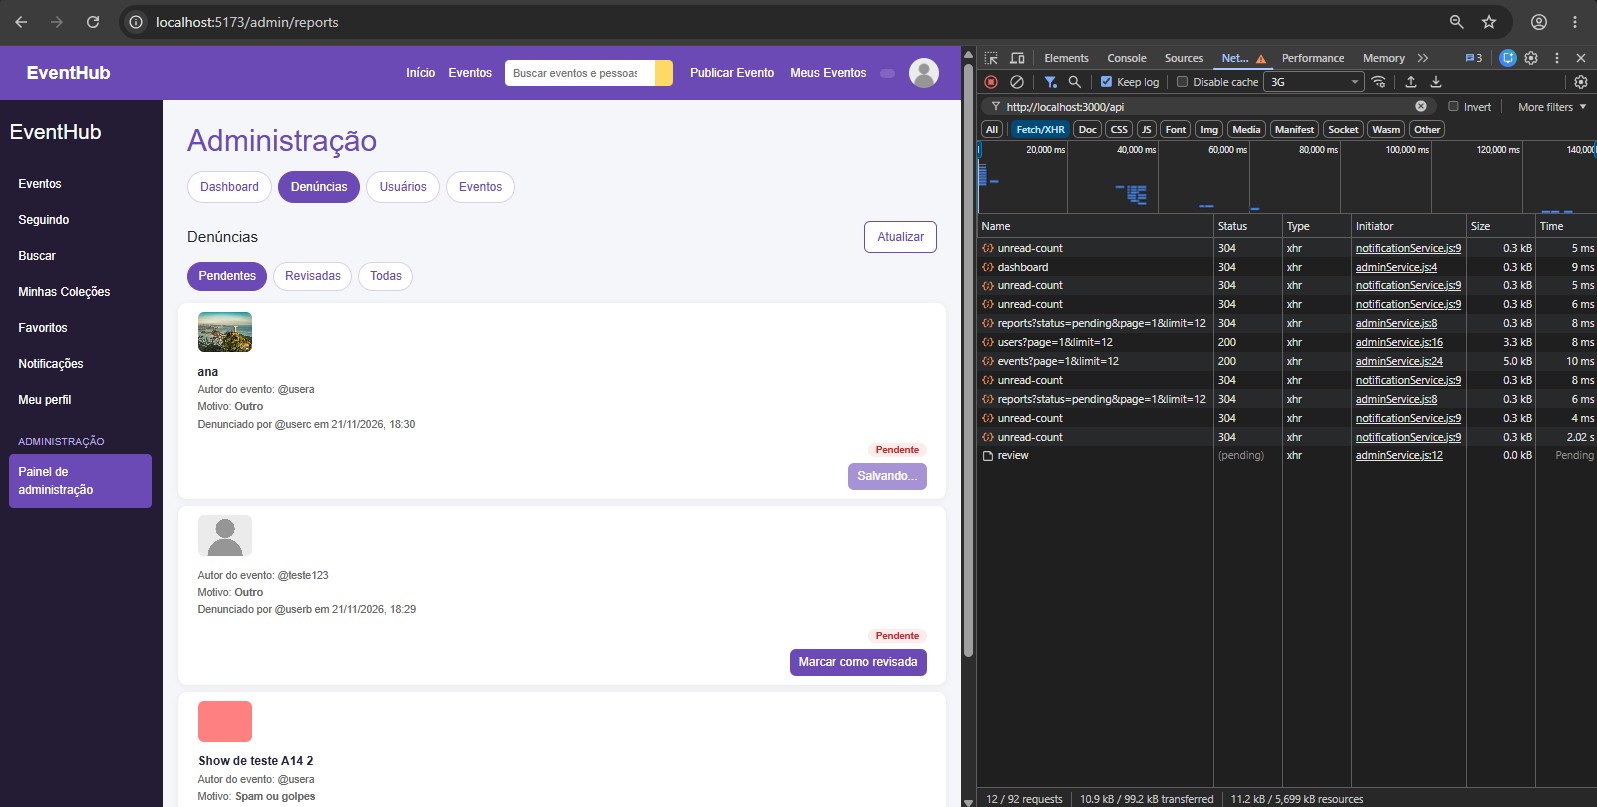 localhost:5173/admin/reports
EventHub
Início
Eventos
Buscar eventos e pessoas
Publicar Evento
Meus Eventos
EventHub
Eventos
Seguindo
Buscar
Minhas Coleções
Favoritos
Notificações
Meu perfil
ADMINISTRAÇÃO
Painel de
administração
Administração
Dashboard
Denúncias
Usuários
Eventos
Denúncias
Atualizar
Pendentes
Revisadas
Todas
ana
Autor do evento: @usera
Motivo: Outro
Denunciado por @userc em 21/11/2026, 18:30
Pendente
Salvando...
Autor do evento: @teste123
Motivo: Outro
Denunciado por @userb em 21/11/2026, 18:29
Pendente
Marcar como revisada
Show de teste A14 2
Autor do evento: @usera
Motivo: Spam ou golpes
Elements Console Sources Net... Performance Memory 3
Keep log Disable cache 3G
http://localhost:3000/api Invert More filters
All Fetch/XHR Doc CSS JS Font Img Media Manifest Socket Wasm Other
20,000 ms 40,000 ms 60,000 ms 80,000 ms 100,000 ms 120,000 ms 140,00
Name Status Type Initiator Size Time
unread-count 304 xhr notificationService.js:9 0.3 kB 5 ms
dashboard 304 xhr adminService.js:4 0.3 kB 9 ms
unread-count 304 xhr notificationService.js:9 0.3 kB 5 ms
unread-count 304 xhr notificationService.js:9 0.3 kB 6 ms
reports?status=pending&page=1&limit=12 304 xhr adminService.js:8 0.3 kB 8 ms
users?page=1&limit=12 200 xhr adminService.js:16 3.3 kB 8 ms
events?page=1&limit=12 200 xhr adminService.js:24 5.0 kB 10 ms
unread-count 304 xhr notificationService.js:9 0.3 kB 8 ms
reports?status=pending&page=1&limit=12 304 xhr adminService.js:8 0.3 kB 6 ms
unread-count 304 xhr notificationService.js:9 0.3 kB 4 ms
unread-count 304 xhr notificationService.js:9 0.3 kB 2.02 s
review (pending) xhr adminService.js:12 0.0 kB Pending
12 / 92 requests 10.9 kB / 99.2 kB transferred 11.2 kB / 5,699 kB resources